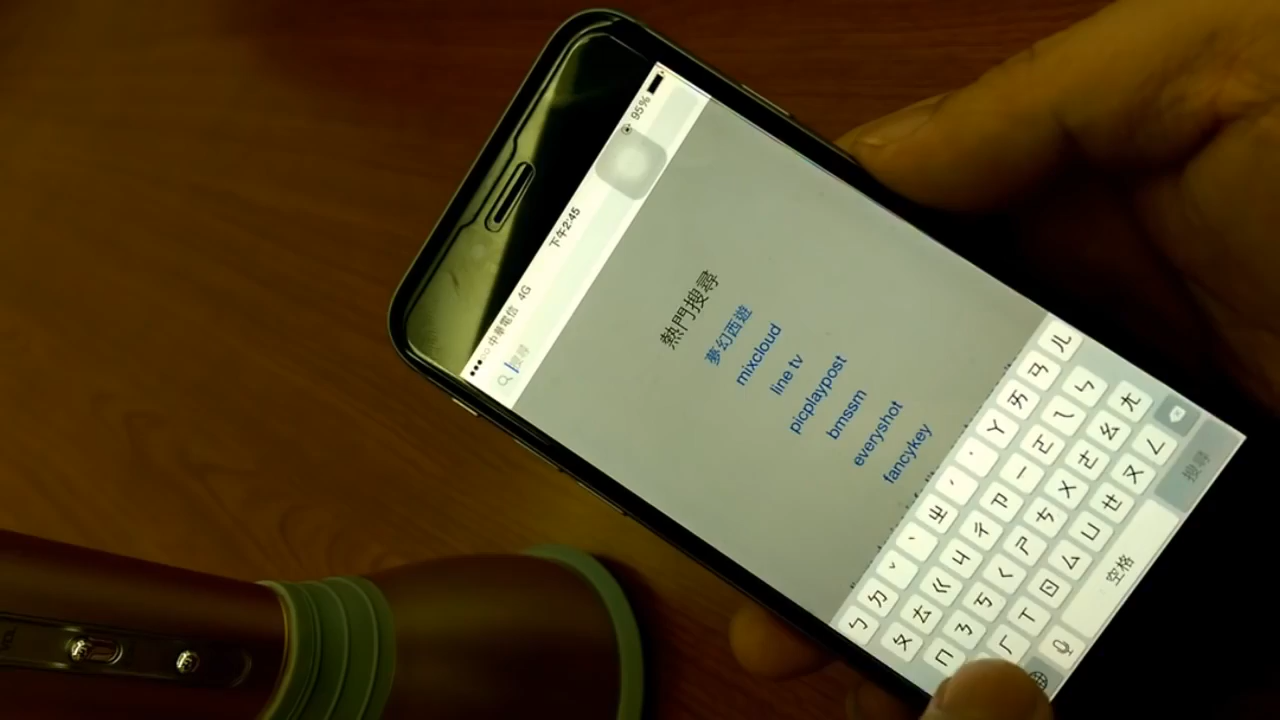 ●●●○○ 中華電信 4G 下午2:45 95%
搜尋
熱門搜尋
夢幻西遊
mixcloud
line tv
picplaypost
bmssm
everyshot
fancykey
ㄅ ㄉ ˇ ˋ ㄓ ˊ ˙ ㄚ ㄞ ㄢ ㄦ
ㄆ ㄊ ㄍ ㄐ ㄔ ㄗ ㄧ ㄛ ㄟ ㄣ
ㄇ ㄋ ㄎ ㄑ ㄕ ㄘ ㄨ ㄜ ㄠ ㄤ
ㄏ ㄒ ㄖ ㄙ ㄩ ㄝ ㄡ ㄥ
空格 搜尋